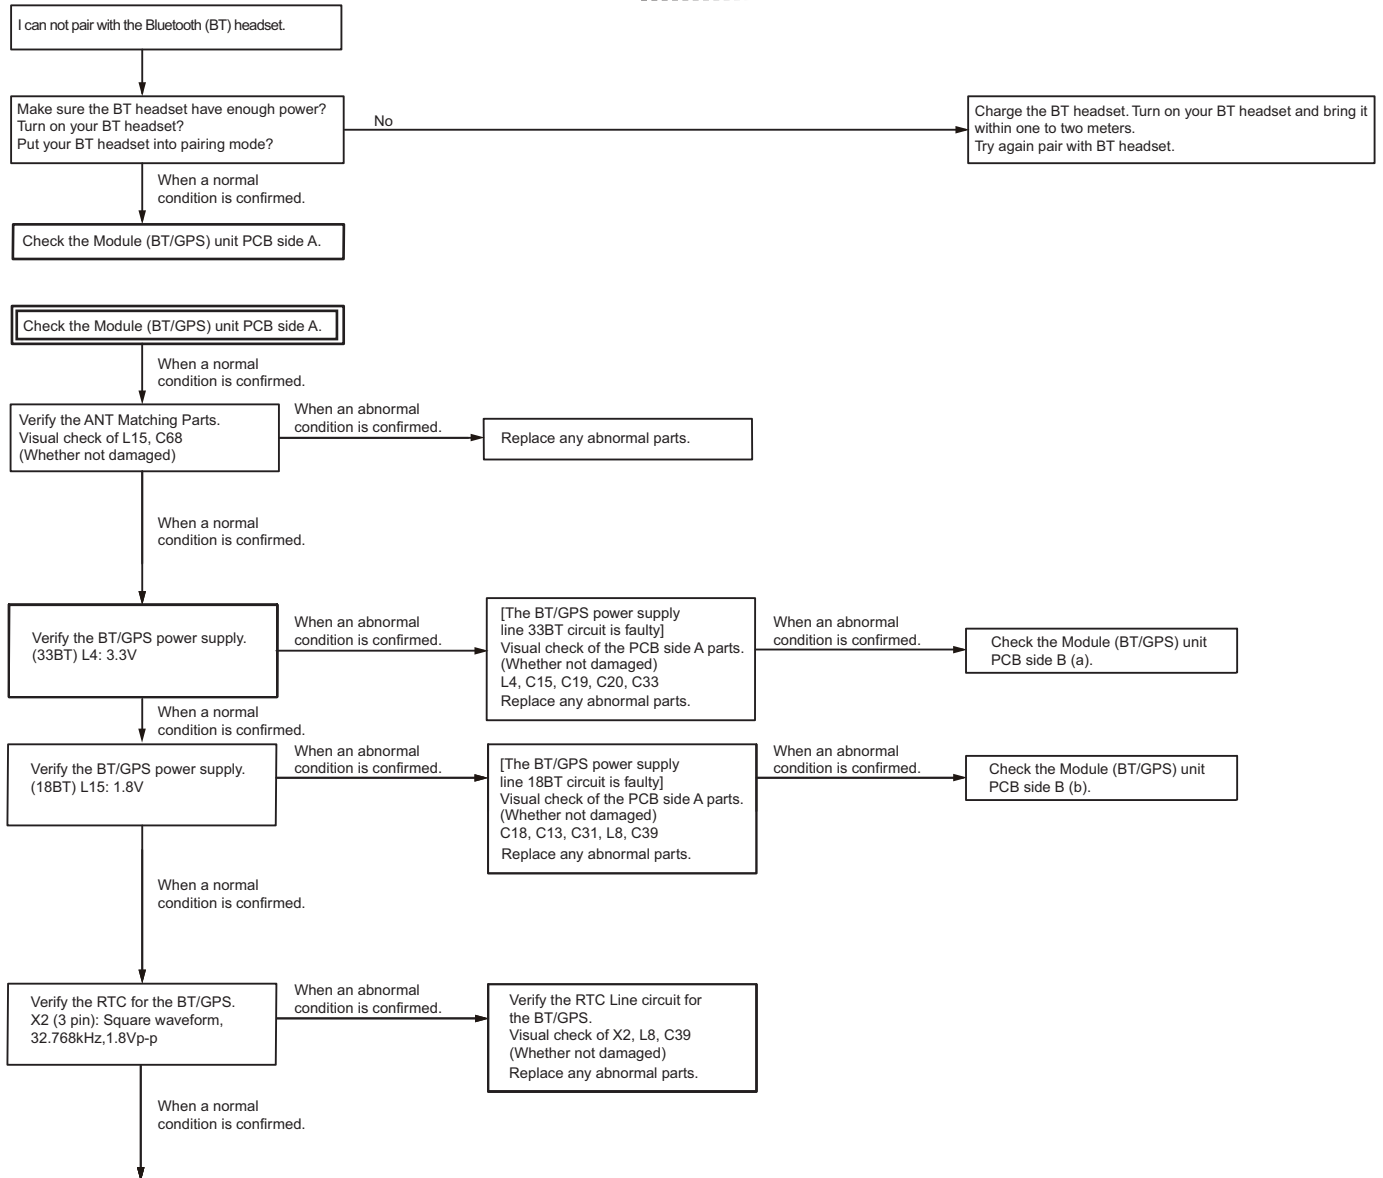 I can not pair with the Bluetooth (BT) headset.
Make sure the BT headset have enough power?
Turn on your BT headset?
Put your BT headset into pairing mode?
No
Charge the BT headset. Turn on your BT headset and bring it
within one to two meters.
Try again pair with BT headset.
When a normal
condition is confirmed.
Check the Module (BT/GPS) unit PCB side A.
Check the Module (BT/GPS) unit PCB side A.
When a normal
condition is confirmed.
Verify the ANT Matching Parts.
Visual check of L15, C68
(Whether not damaged)
When an abnormal
condition is confirmed.
Replace any abnormal parts.
When a normal
condition is confirmed.
Verify the BT/GPS power supply.
(33BT) L4: 3.3V
When an abnormal
condition is confirmed.
[The BT/GPS power supply
line 33BT circuit is faulty]
Visual check of the PCB side A parts.
(Whether not damaged)
L4, C15, C19, C20, C33
Replace any abnormal parts.
When an abnormal
condition is confirmed.
Check the Module (BT/GPS) unit
PCB side B (a).
When a normal
condition is confirmed.
Verify the BT/GPS power supply.
(18BT) L15: 1.8V
When an abnormal
condition is confirmed.
[The BT/GPS power supply
line 18BT circuit is faulty]
Visual check of the PCB side A parts.
(Whether not damaged)
C18, C13, C31, L8, C39
Replace any abnormal parts.
When an abnormal
condition is confirmed.
Check the Module (BT/GPS) unit
PCB side B (b).
When a normal
condition is confirmed.
Verify the RTC for the BT/GPS.
X2 (3 pin): Square waveform,
32.768kHz,1.8Vp-p
When an abnormal
condition is confirmed.
Verify the RTC Line circuit for
the BT/GPS.
Visual check of X2, L8, C39
(Whether not damaged)
Replace any abnormal parts.
When a normal
condition is confirmed.